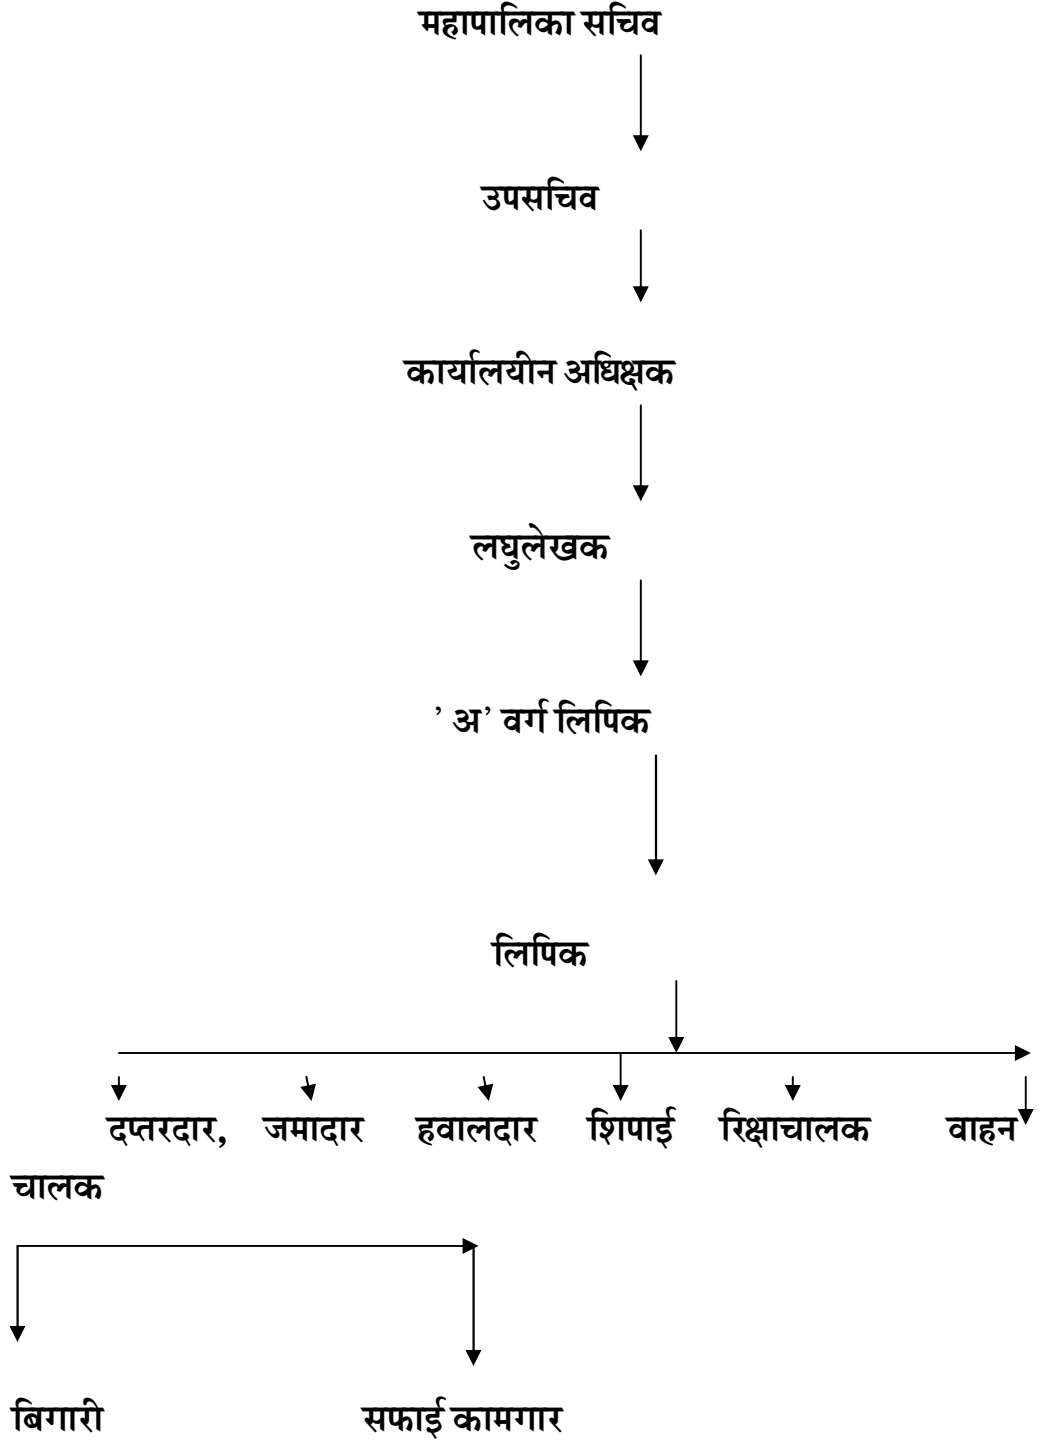 महापालिका सचिव
उपसचिव
कार्यालयीन अधिक्षक
लघुलेखक
’ अ’ वर्ग लिपिक
लिपिक
दप्तरदार, जमादार हवालदार शिपाई रिक्षाचालक वाहन
चालक
बिगारी सफाई कामगार